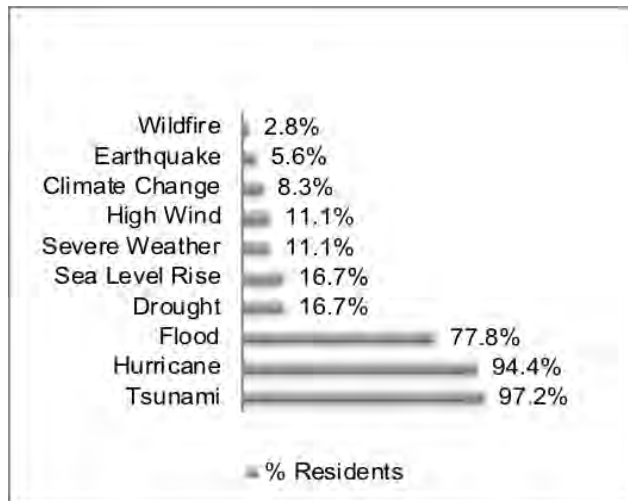 Wildfire 2.8%
Earthquake 5.6%
Climate Change 8.3%
High Wind 11.1%
Severe Weather 11.1%
Sea Level Rise 16.7%
Drought 16.7%
Flood 77.8%
Hurricane 94.4%
Tsunami 97.2%
% Residents